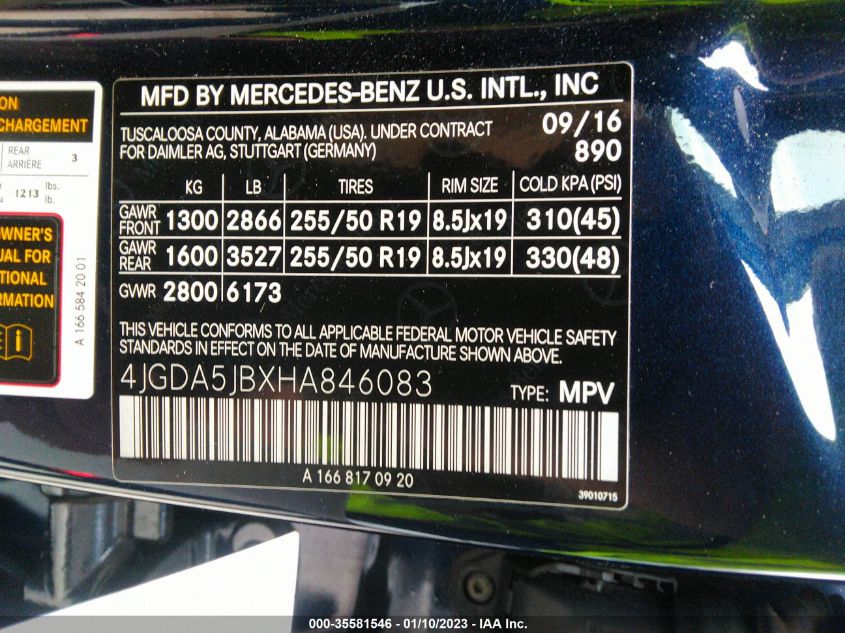 ON
CHARGEMENT
REAR
ARRIÈRE 3
1213 lbs.
lb.
OWNER'S
UAL FOR
TIONAL
ORMATION
A 166 584 20 01
MFD BY MERCEDES-BENZ U.S. INTL., INC
TUSCALOOSA COUNTY, ALABAMA (USA). UNDER CONTRACT
FOR DAIMLER AG, STUTTGART (GERMANY)
09/16
890
KG LB TIRES RIM SIZE COLD KPA (PSI)
GAWR FRONT 1300 2866 255/50 R19 8.5Jx19 310(45)
GAWR REAR 1600 3527 255/50 R19 8.5Jx19 330(48)
GVWR 2800 6173
THIS VEHICLE CONFORMS TO ALL APPLICABLE FEDERAL MOTOR VEHICLE SAFETY
STANDARDS IN EFFECT ON THE DATE OF MANUFACTURE SHOWN ABOVE.
4JGDA5JBXHA846083
TYPE: MPV
A 166 817 09 20
39010715
000-35581546 - 01/10/2023 - IAA Inc.